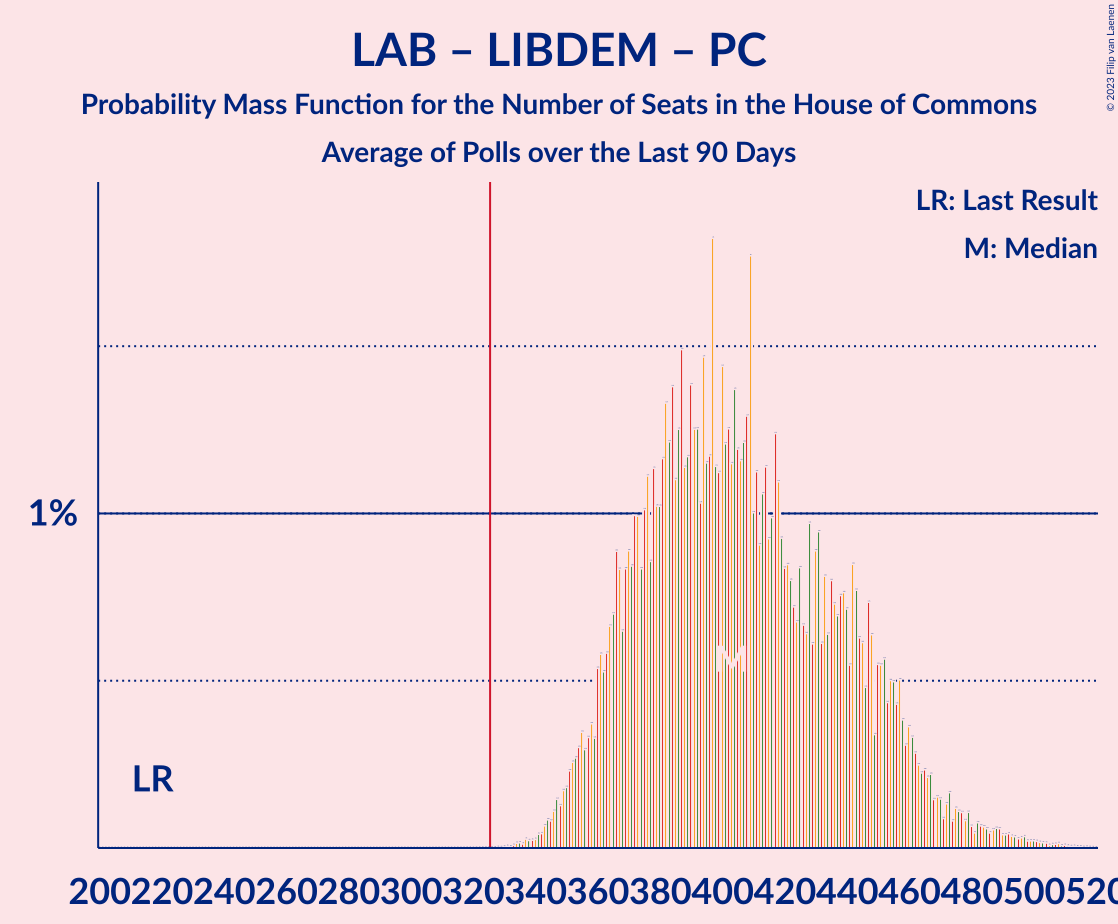 LAB – LIBDEM – PC
Probability Mass Function for the Number of Seats in the House of Commons
Average of Polls over the Last 90 Days
© 2023 Filip van Laenen
LR: Last Result
M: Median
1%
M
LR
200220240260280300320340360380400420440460480500520